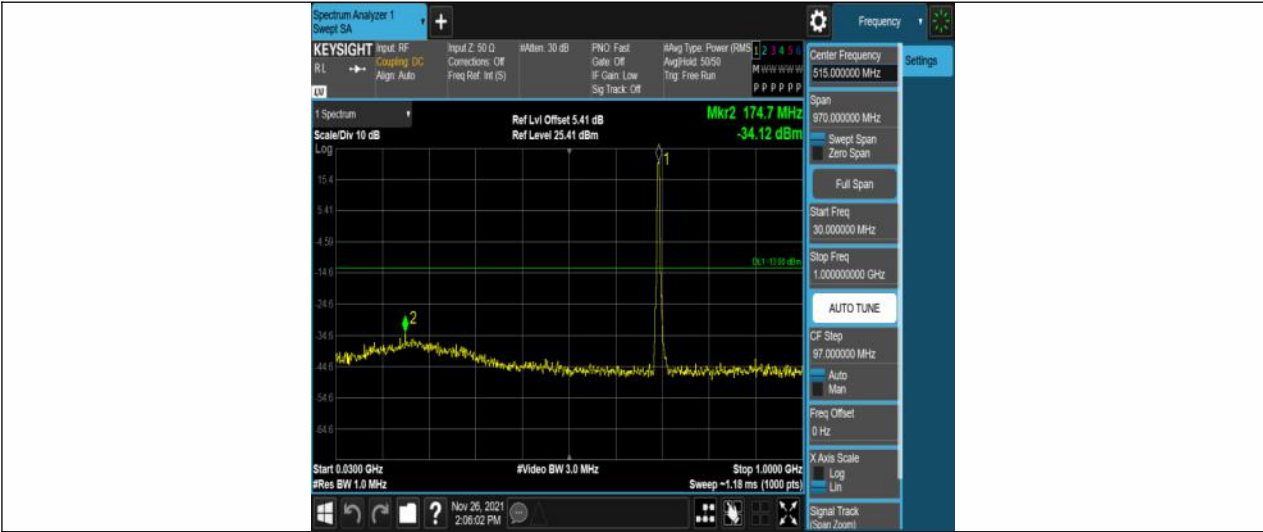 Spectrum Analyzer 1
Swept SA
+
Frequency
KEYSIGHT
RL
LW
Input: RF
Coupling: DC
Align: Auto
Input Z: 50 Ω
Corrections: Off
Freq Ref: Int (S)
#Atten: 30 dB
PNO: Fast
Gate: Off
IF Gain: Low
Sig Track: Off
#Avg Type: Power (RMS
Avg|Hold: 50/50
Trig: Free Run
1 2 3 4 5 6
M W W W W W
P P P P P P
1 Spectrum
Scale/Div 10 dB
Log
Ref Lvl Offset 5.41 dB
Ref Level 25.41 dBm
Mkr2 174.7 MHz
-34.12 dBm
15.4
5.41
-4.59
-14.6
-24.6
-34.6
-44.6
-54.6
-64.6
1
2
DL1 -13.00 dBm
Start 0.0300 GHz
#Res BW 1.0 MHz
#Video BW 3.0 MHz
Stop 1.0000 GHz
Sweep ~1.18 ms (1000 pts)
?
Nov 26, 2021
2:06:02 PM
Center Frequency
515.000000 MHz
Settings
Span
970.000000 MHz
Swept Span
Zero Span
Full Span
Start Freq
30.000000 MHz
Stop Freq
1.000000000 GHz
AUTO TUNE
CF Step
97.000000 MHz
Auto
Man
Freq Offset
0 Hz
X Axis Scale
Log
Lin
Signal Track
(Span Zoom)